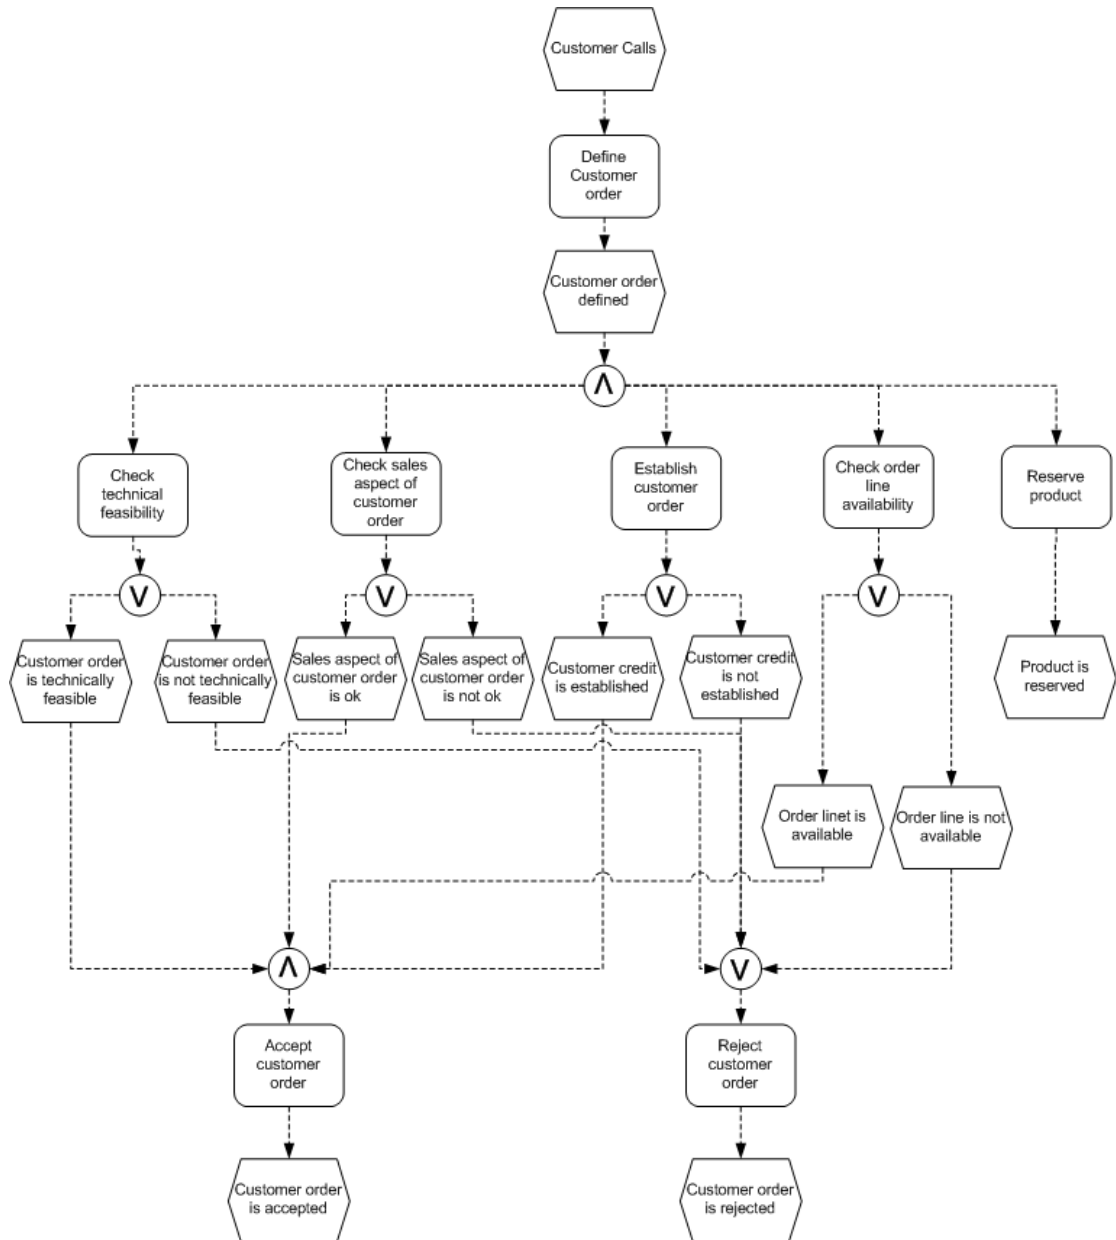 Customer Calls
Define
Customer
order
Customer order
defined
Λ
Check
technical
feasibility
Check sales
aspect of
customer
order
Establish
customer
order
Check order
line
availability
Reserve
product
V
V
V
V
Customer order
is technically
feasible
Customer order
is not technically
feasible
Sales aspect of
customer order
is ok
Sales aspect of
customer order
is not ok
Customer credit
is established
Customer credit
is not
established
Product is
reserved
Order linet is
available
Order line is not
available
Λ
V
Accept
customer
order
Reject
customer
order
Customer order
is accepted
Customer order
is rejected